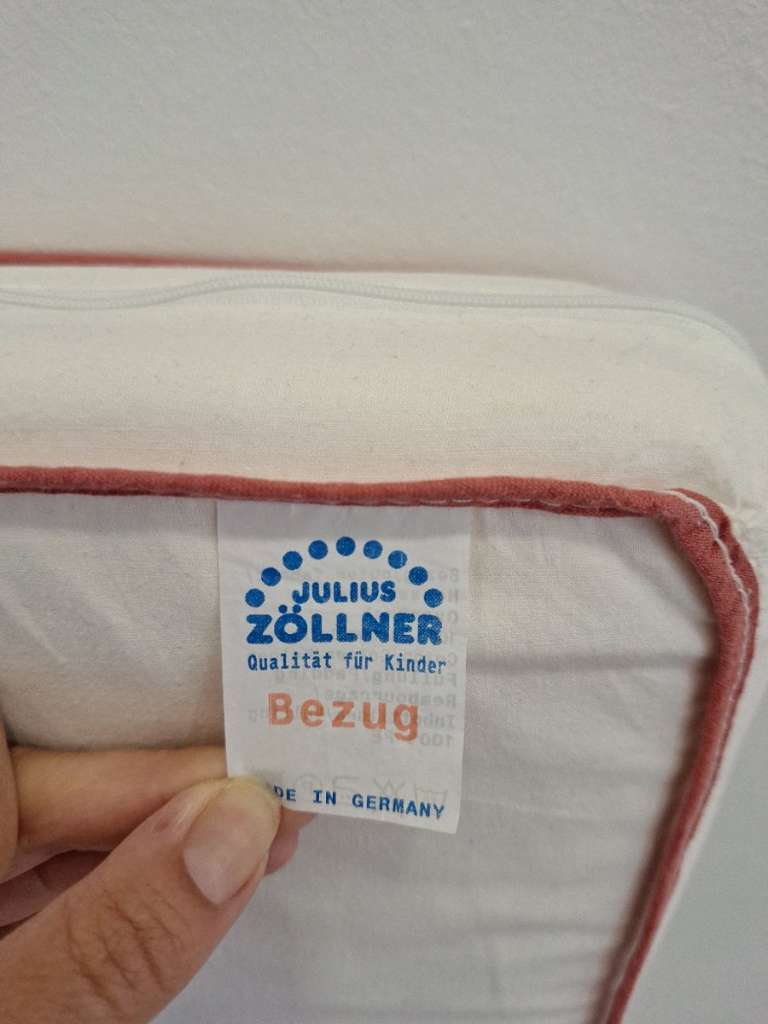 JULIUS
ZÖLLNER
Qualität für Kinder
Bezug
DE IN GERMANY